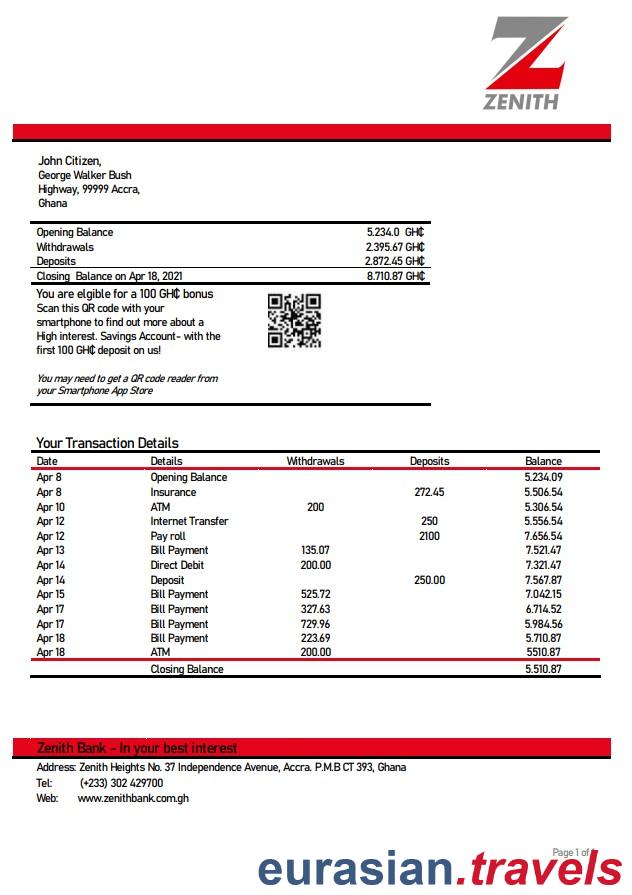 ZENITH
John Citizen,
George Walker Bush
Highway, 99999 Accra,
Ghana
Opening Balance 5.234.0 GH₵
Withdrawals 2.395.67 GH₵
Deposits 2.872.45 GH₵
Closing Balance on Apr 18, 2021 8.710.87 GH₵
You are elgible for a 100 GH₵ bonus
Scan this QR code with your
smartphone to find out more about a
High interest. Savings Account- with the
first 100 GH₵ deposit on us!
You may need to get a QR code reader from
your Smartphone App Store
Your Transaction Details
Date Details Withdrawals Deposits Balance
Apr 8 Opening Balance 5.234.09
Apr 8 Insurance 272.45 5.506.54
Apr 10 ATM 200 5.306.54
Apr 12 Internet Transfer 250 5.556.54
Apr 12 Pay roll 2100 7.656.54
Apr 13 Bill Payment 135.07 7.521.47
Apr 14 Direct Debit 200.00 7.321.47
Apr 14 Deposit 250.00 7.567.87
Apr 15 Bill Payment 525.72 7.042.15
Apr 17 Bill Payment 327.63 6.714.52
Apr 17 Bill Payment 729.96 5.984.56
Apr 18 Bill Payment 223.69 5.710.87
Apr 18 ATM 200.00 5510.87
Closing Balance 5.510.87
Zenith Bank - In your best interest
Address: Zenith Heights No. 37 Independence Avenue, Accra. P.M.B CT 393, Ghana
Tel: (+233) 302 429700
Web: www.zenithbank.com.gh
Page 1 of
eurasian.travels